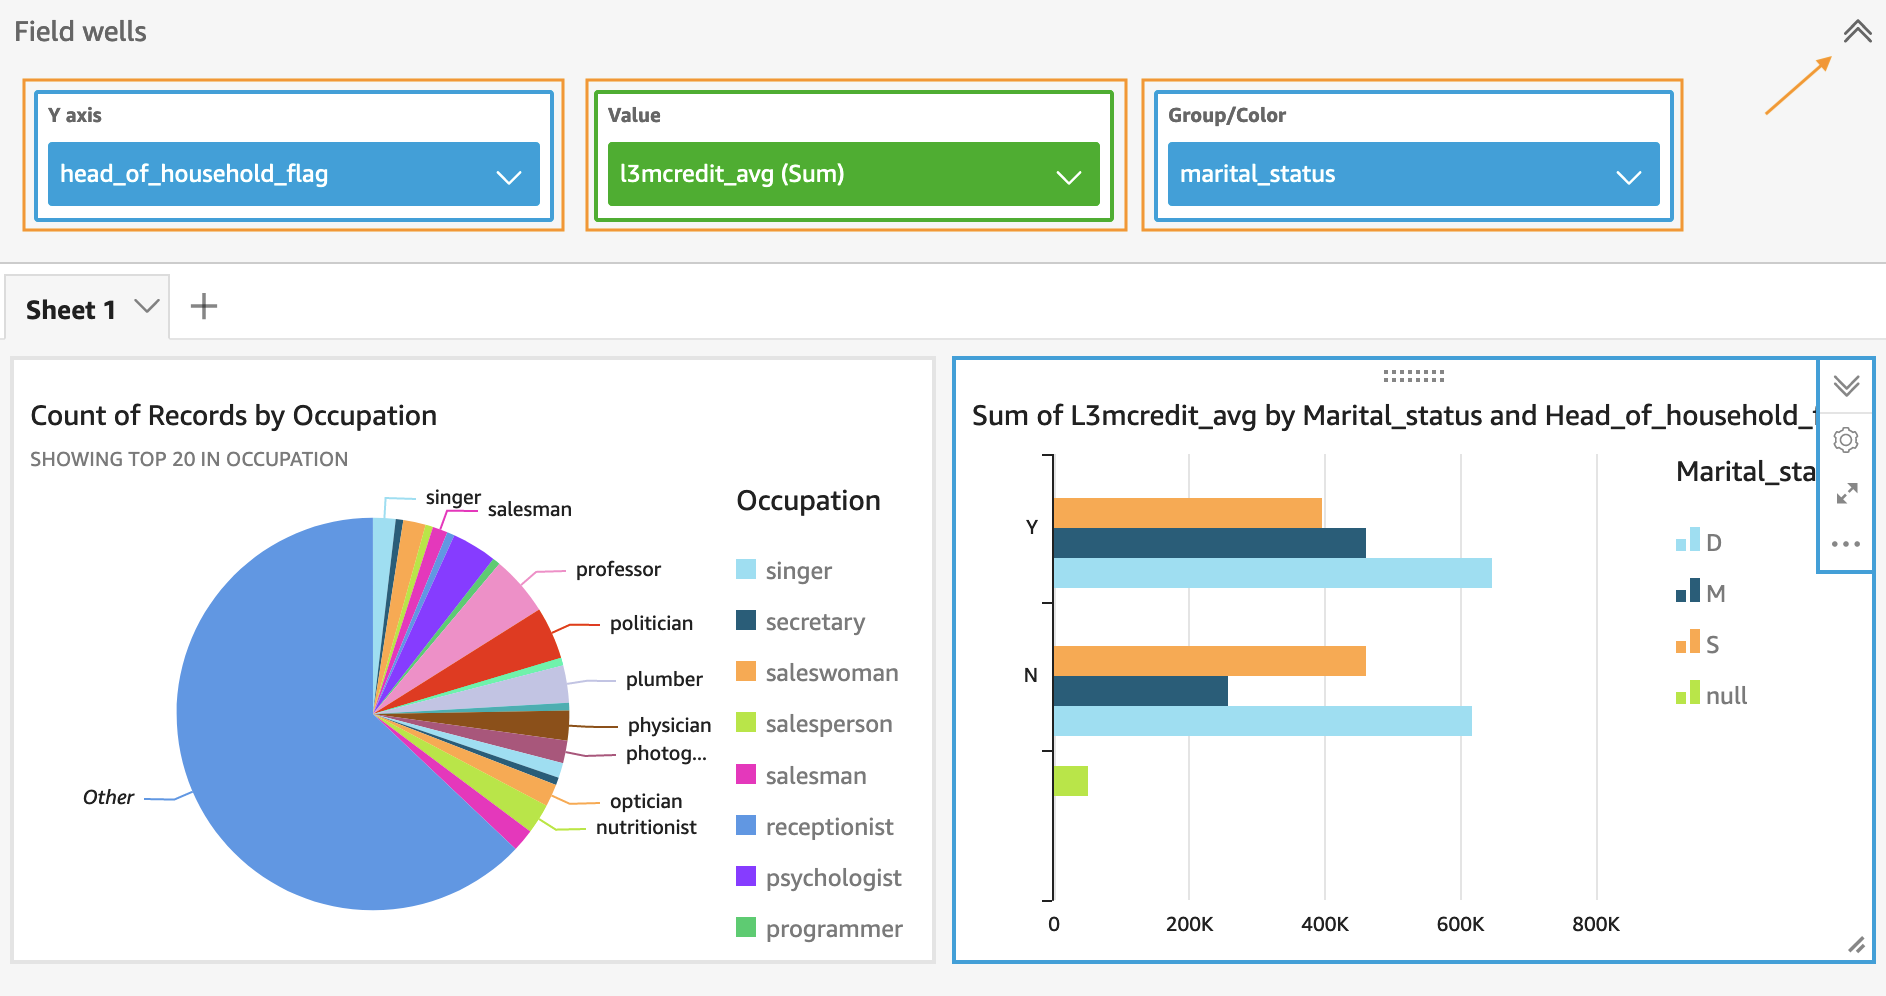 Field wells
Y axis
head_of_household_flag
Value
l3mcredit_avg (Sum)
Group/Color
marital_status
Sheet 1
Count of Records by Occupation
SHOWING TOP 20 IN OCCUPATION
singer
salesman
professor
politician
plumber
physician
photog...
optician
nutritionist
Other
Occupation
singer
secretary
saleswoman
salesperson
salesman
receptionist
psychologist
programmer
Sum of L3mcredit_avg by Marital_status and Head_of_household_
Y
N
0
200K
400K
600K
800K
Marital_sta
D
M
S
null